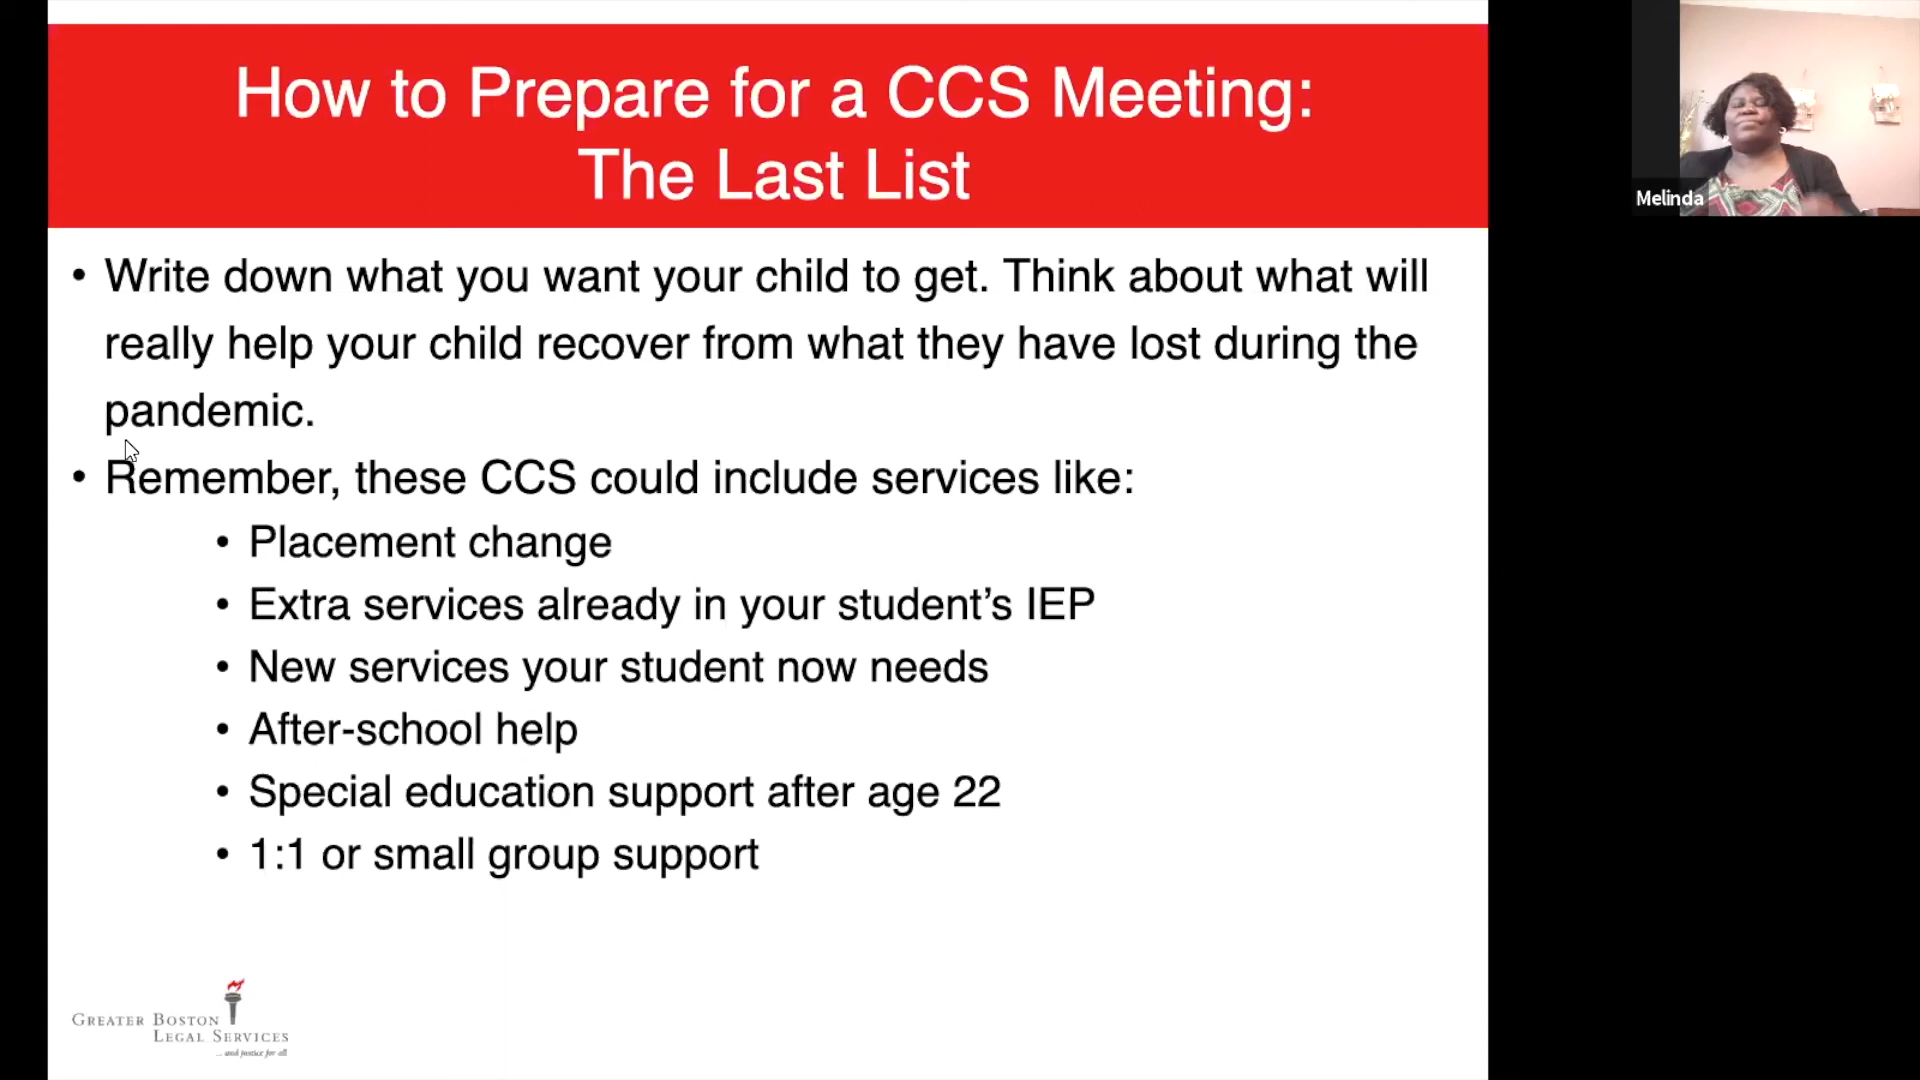 How to Prepare for a CCS Meeting:
The Last List
• Write down what you want your child to get. Think about what will
really help your child recover from what they have lost during the
pandemic.
• Remember, these CCS could include services like:
• Placement change
• Extra services already in your student’s IEP
• New services your student now needs
• After-school help
• Special education support after age 22
• 1:1 or small group support
GREATER BOSTON
LEGAL SERVICES
... and justice for all
Melinda